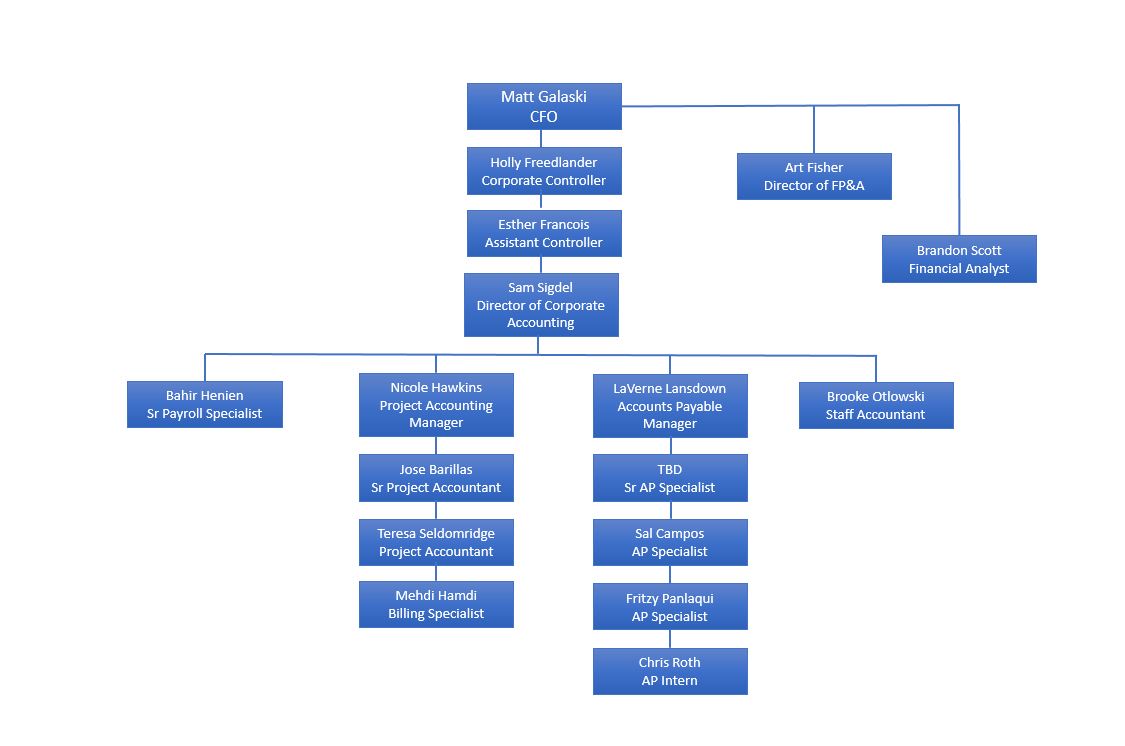 Matt Galaski
CFO
Holly Freedlander
Corporate Controller
Art Fisher
Director of FP&A
Esther Francois
Assistant Controller
Brandon Scott
Financial Analyst
Sam Sigdel
Director of Corporate
Accounting
Bahir Henien
Sr Payroll Specialist
Nicole Hawkins
Project Accounting
Manager
LaVerne Lansdown
Accounts Payable
Manager
Brooke Otlowski
Staff Accountant
Jose Barillas
Sr Project Accountant
TBD
Sr AP Specialist
Teresa Seldomridge
Project Accountant
Sal Campos
AP Specialist
Mehdi Hamdi
Billing Specialist
Fritzy Panlaqui
AP Specialist
Chris Roth
AP Intern